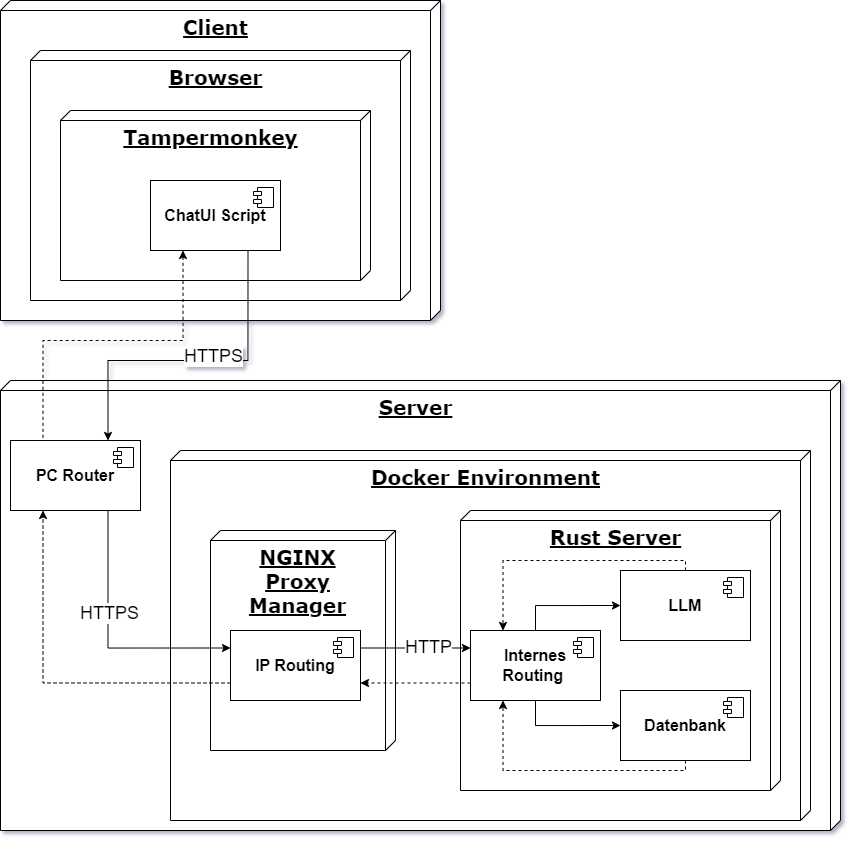 Client
Browser
Tampermonkey
ChatUI Script
HTTPS
Server
PC Router
Docker Environment
HTTPS
NGINX
Proxy
Manager
IP Routing
HTTP
Rust Server
LLM
Internes
Routing
Datenbank